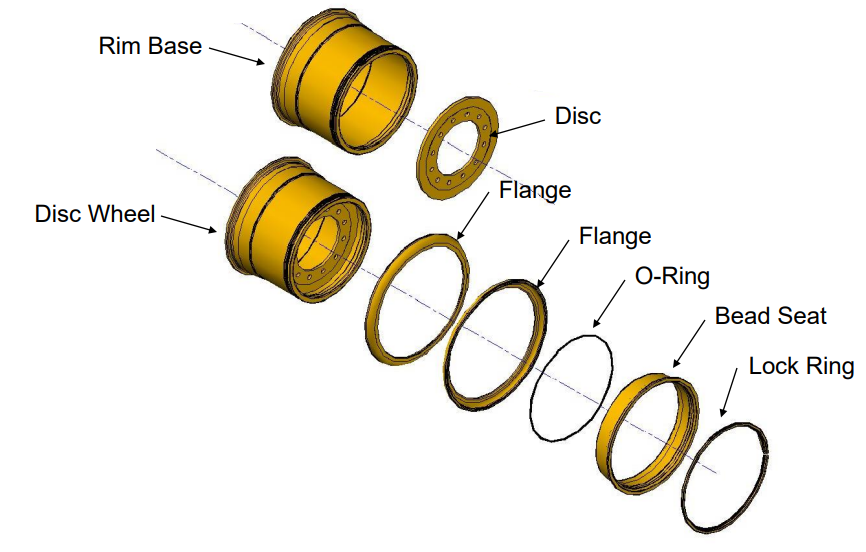 Rim Base
Disc
Flange
Disc Wheel
Flange
O-Ring
Bead Seat
Lock Ring